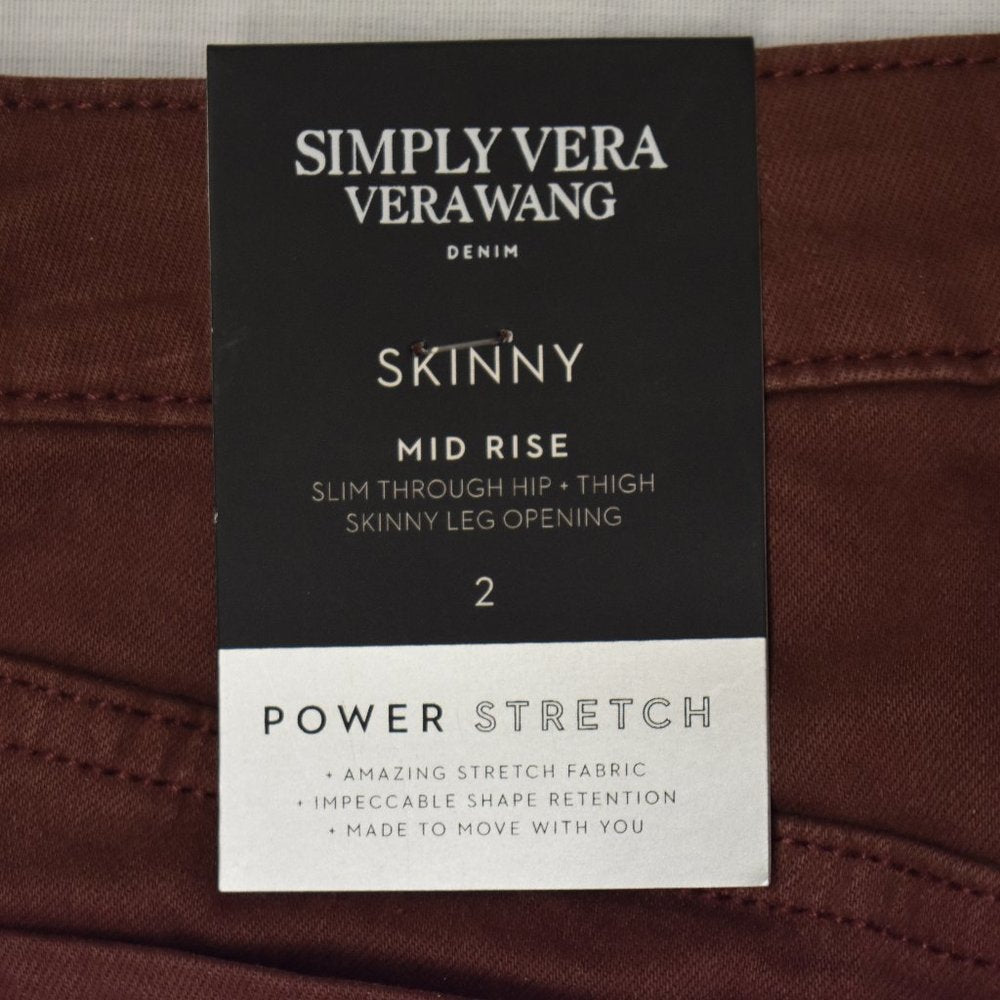 SIMPLY VERA
VERA WANG
DENIM
SKINNY
MID RISE
SLIM THROUGH HIP + THIGH
SKINNY LEG OPENING
2
POWER STRETCH
+ AMAZING STRETCH FABRIC
+ IMPECCABLE SHAPE RETENTION
+ MADE TO MOVE WITH YOU